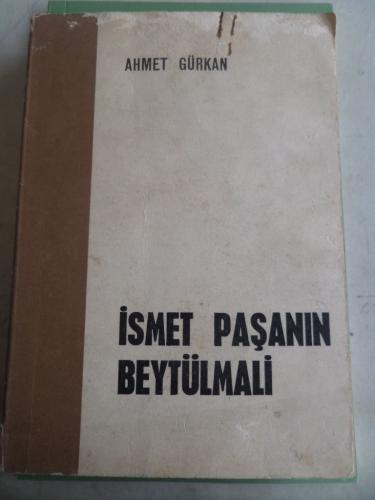 AHMET GÜRKAN
İSMET PAŞANIN
BEYTÜLMALİ